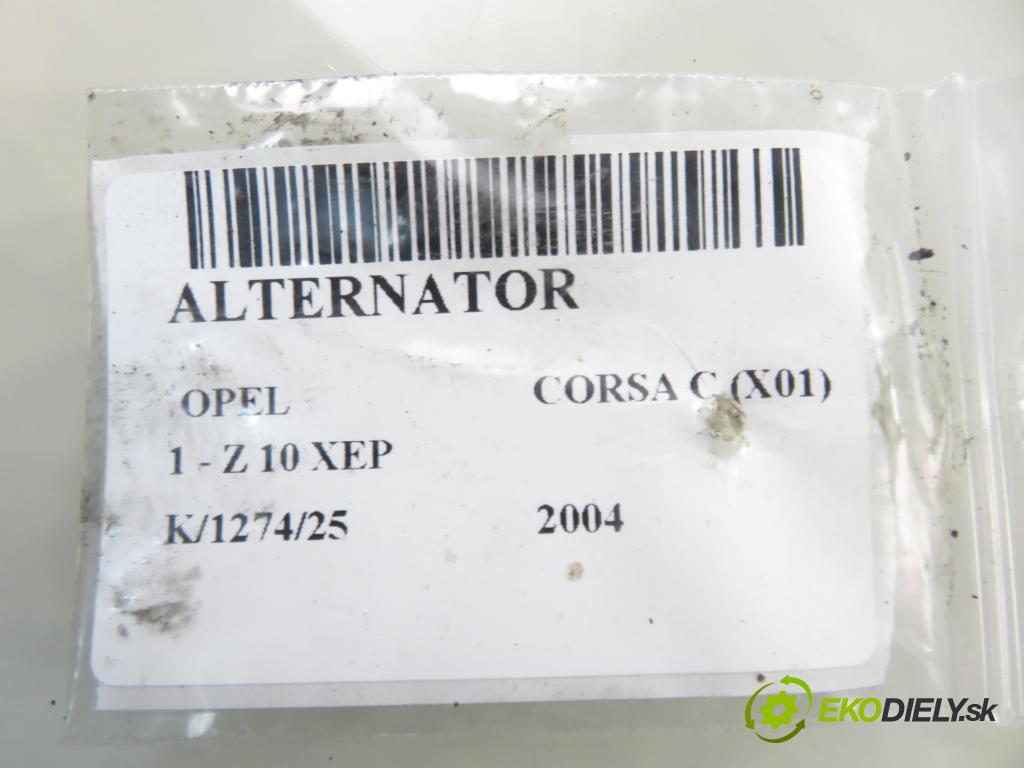 ALTERNATOR
OPEL CORSA C (X01)
1 - Z 10 XEP
K/1274/25 2004
EKODIELY.sk